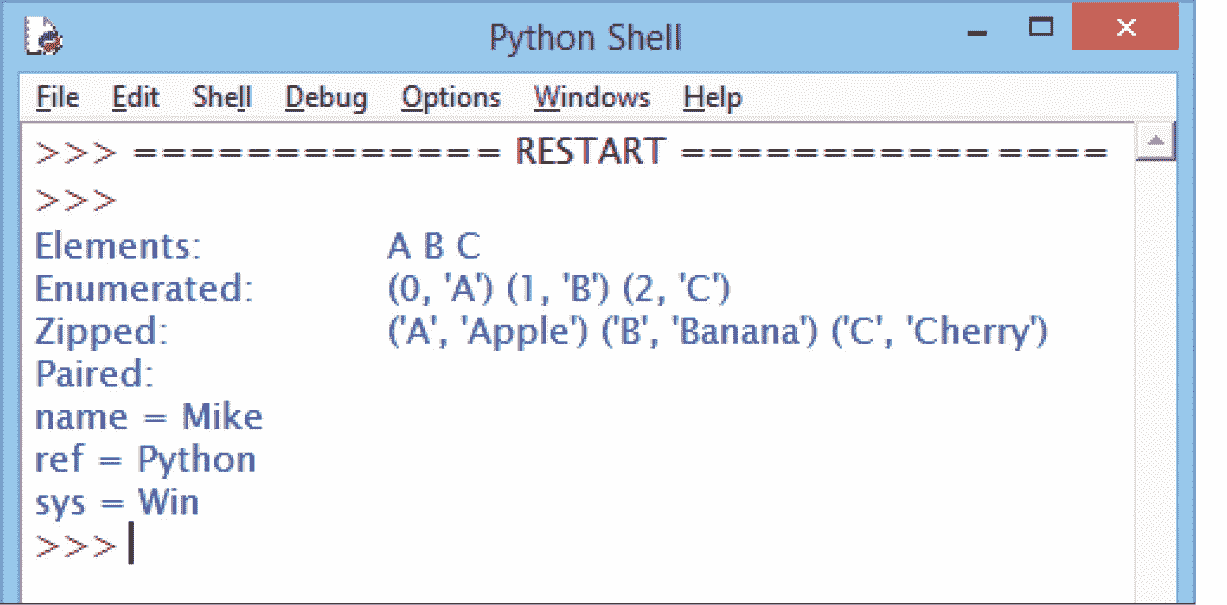 Python Shell
File Edit Shell Debug Options Windows Help
>>> ============= RESTART ===============
>>>
Elements: A B C
Enumerated: (0, 'A') (1, 'B') (2, 'C')
Zipped: ('A', 'Apple') ('B', 'Banana') ('C', 'Cherry')
Paired:
name = Mike
ref = Python
sys = Win
>>>